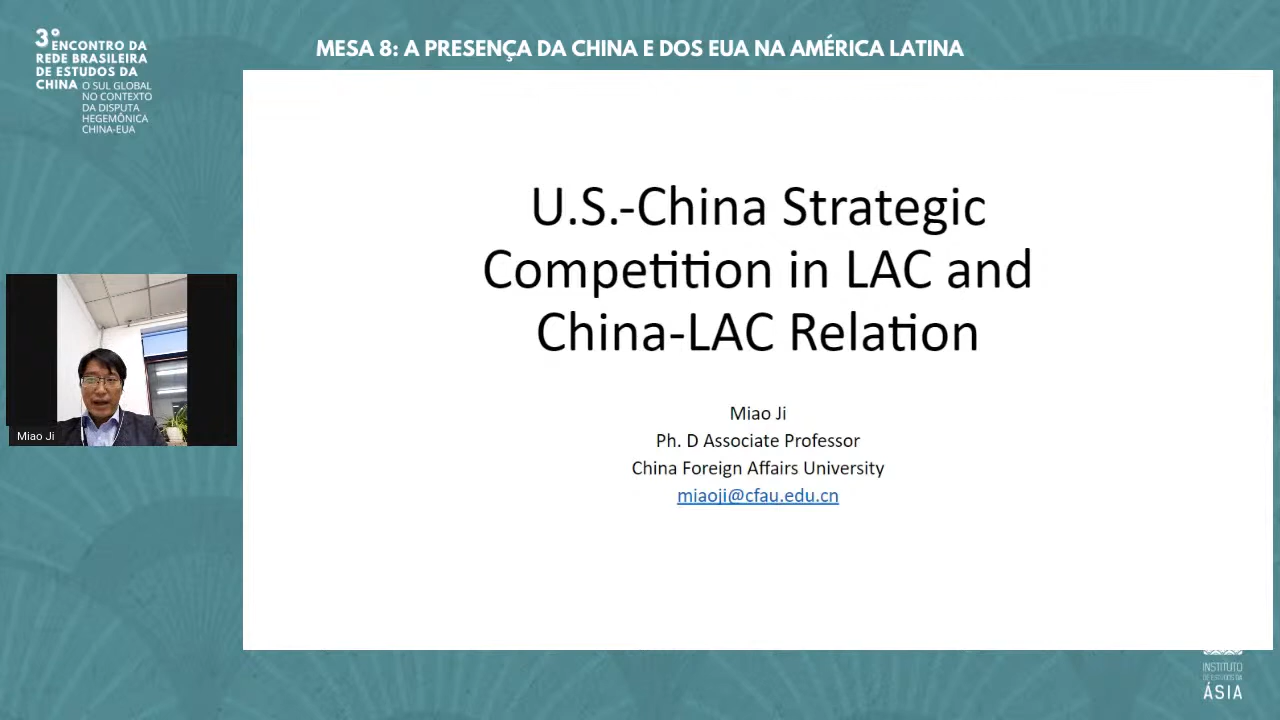 3º ENCONTRO DA
REDE BRASILEIRA
DE ESTUDOS DA
CHINA O SUL GLOBAL
NO CONTEXTO
DA DISPUTA
HEGEMÔNICA
CHINA-EUA
MESA 8: A PRESENÇA DA CHINA E DOS EUA NA AMÉRICA LATINA
U.S.-China Strategic
Competition in LAC and
China-LAC Relation
Miao Ji
Ph. D Associate Professor
China Foreign Affairs University
miaoji@cfau.edu.cn
Miao Ji
INSTITUTO
DE ESTUDOS DA
ÁSIA